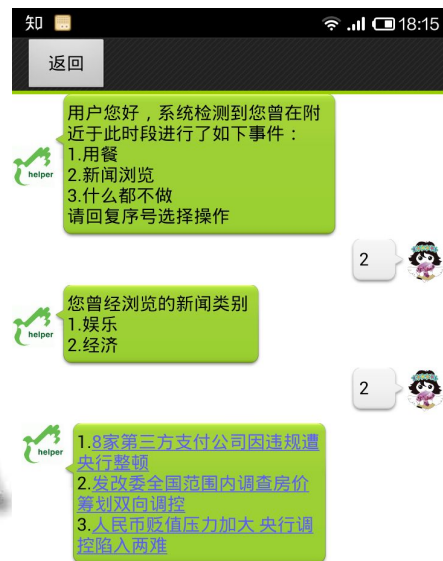 知 18:15
返回
用户您好，系统检测到您曾在附
近于此时段进行了如下事件：
1.用餐
2.新闻浏览
3.什么都不做
请回复序号选择操作
helper
2
您曾经浏览的新闻类别
1.娱乐
2.经济
helper
2
1.8家第三方支付公司因违规遭
央行整顿
2.发改委全国范围内调查房价
筹划双向调控
3.人民币贬值压力加大 央行调
控陷入两难
helper